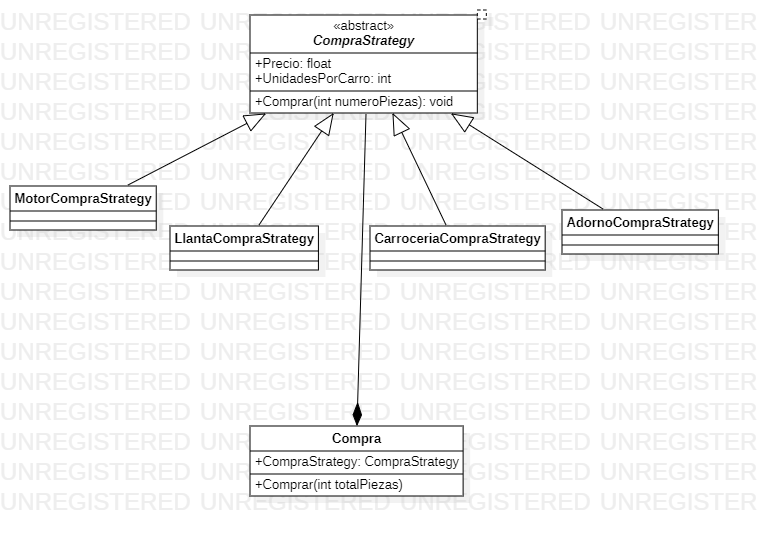 «abstract»
CompraStrategy
+Precio: float
+UnidadesPorCarro: int
+Comprar(int numeroPiezas): void
MotorCompraStrategy
LlantaCompraStrategy
CarroceriaCompraStrategy
AdornoCompraStrategy
Compra
+CompraStrategy: CompraStrategy
+Comprar(int totalPiezas)
UNREGISTERED UNREGISTERED UNREGISTERED UNREGISTERED